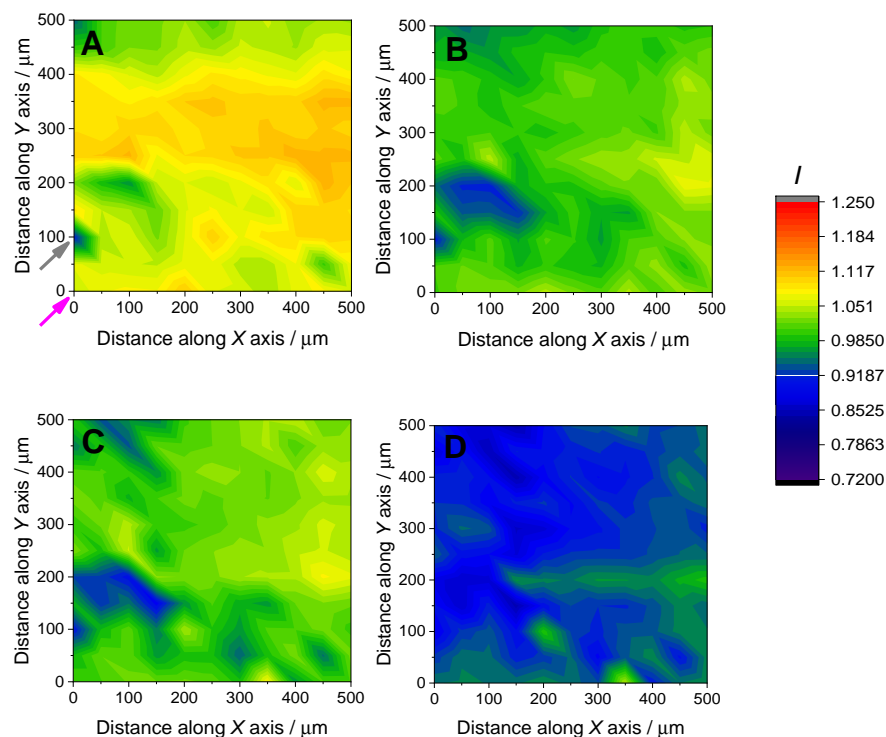 A
Distance along Y axis / μm
500
400
300
200
100
0
0 100 200 300 400 500
Distance along X axis / μm
B
Distance along Y axis / μm
500
400
300
200
100
0
0 100 200 300 400 500
Distance along X axis / μm
I
1.250
1.184
1.117
1.051
0.9850
0.9187
0.8525
0.7863
0.7200
C
Distance along Y axis / μm
500
400
300
200
100
0
0 100 200 300 400 500
Distance along X axis / μm
D
Distance along Y axis / μm
500
400
300
200
100
0
0 100 200 300 400 500
Distance along X axis / μm